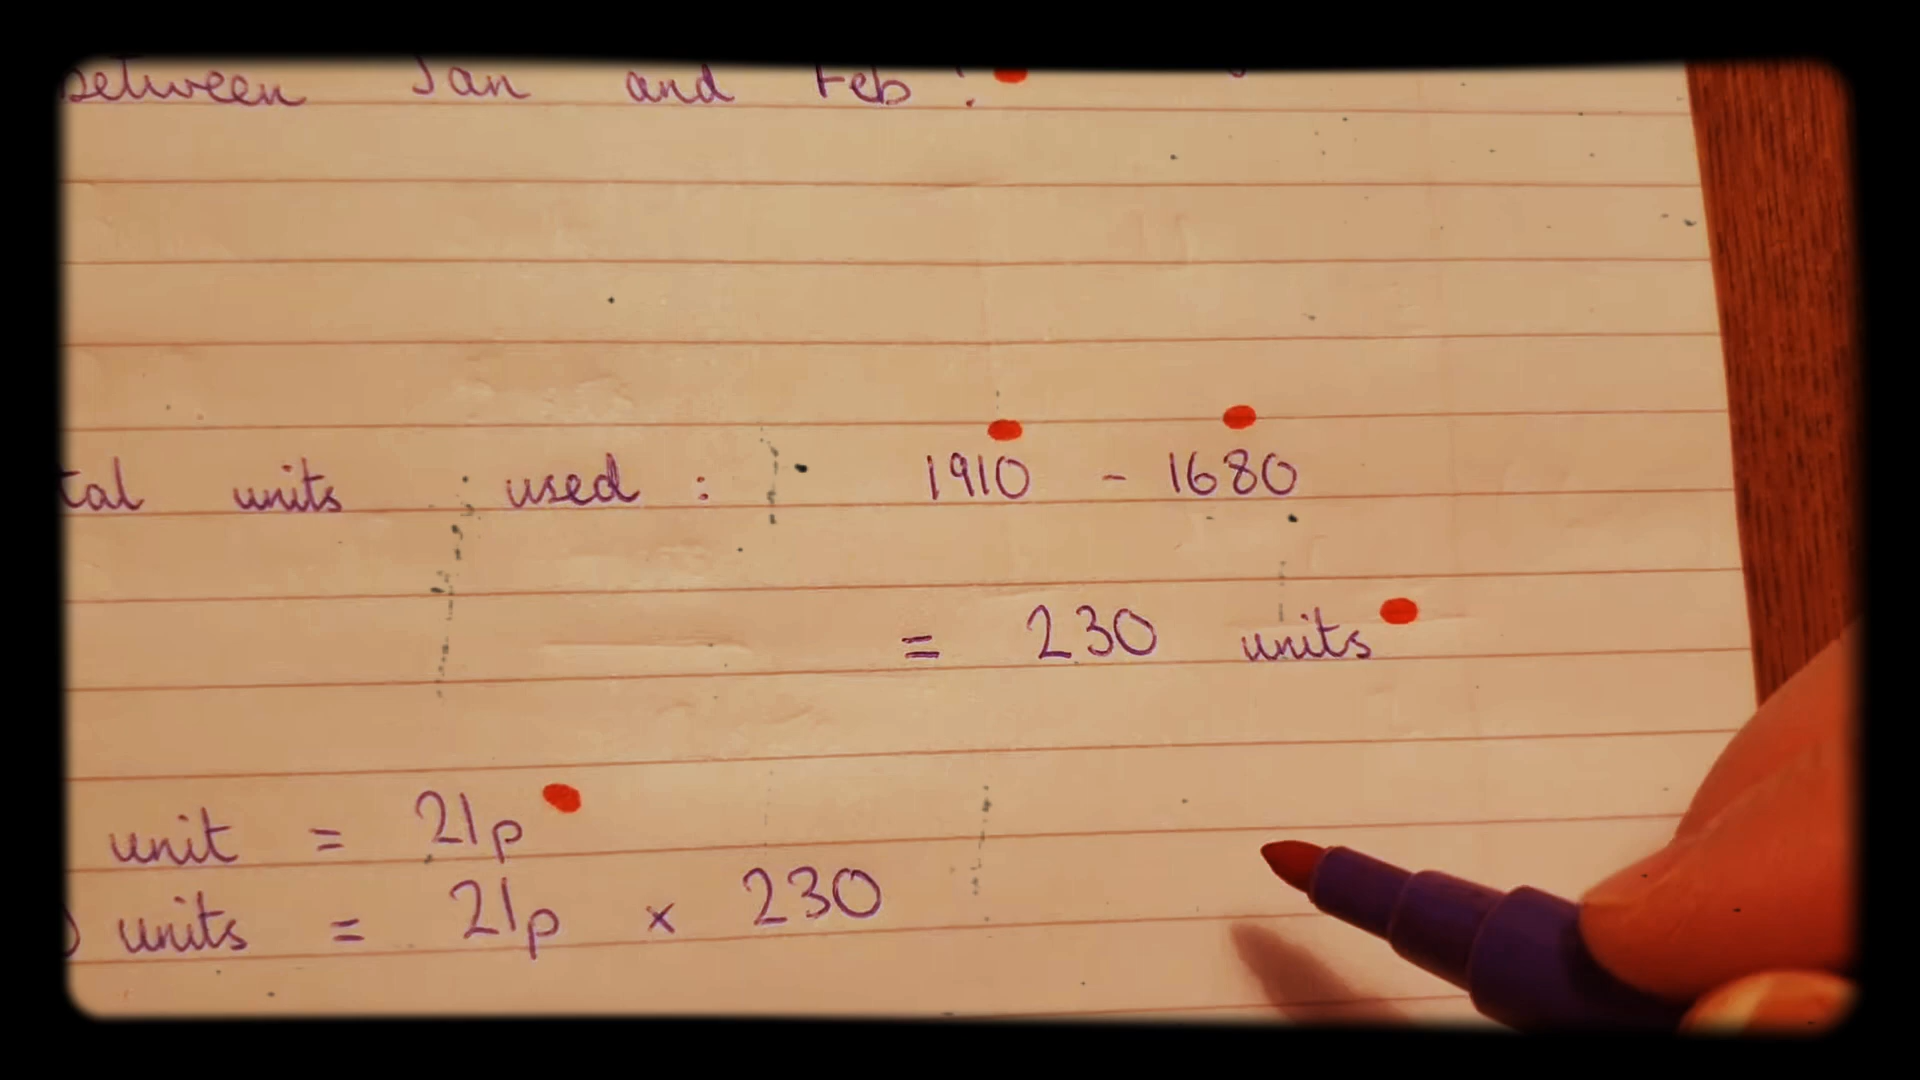 between Jan and Feb?
tal units used : 1910 - 1680
= 230 units
unit = 21p
units = 21p x 230